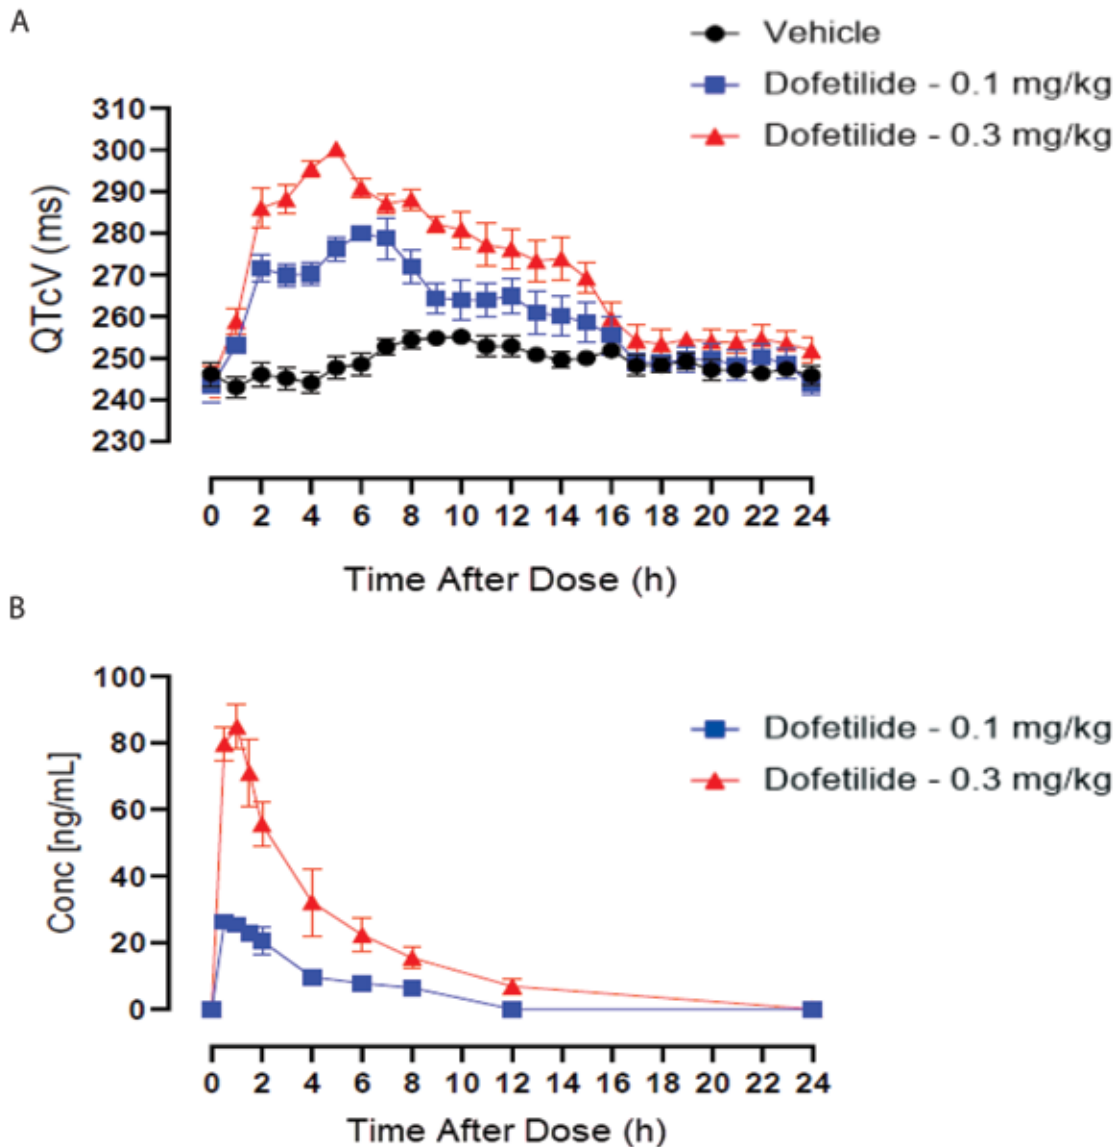 A
Vehicle
Dofetilide - 0.1 mg/kg
Dofetilide - 0.3 mg/kg
310
300
290
280
270
260
250
240
230
QTcV (ms)
0 2 4 6 8 10 12 14 16 18 20 22 24
Time After Dose (h)
B
Dofetilide - 0.1 mg/kg
Dofetilide - 0.3 mg/kg
100
80
60
40
20
0
Conc [ng/mL]
0 2 4 6 8 10 12 14 16 18 20 22 24
Time After Dose (h)